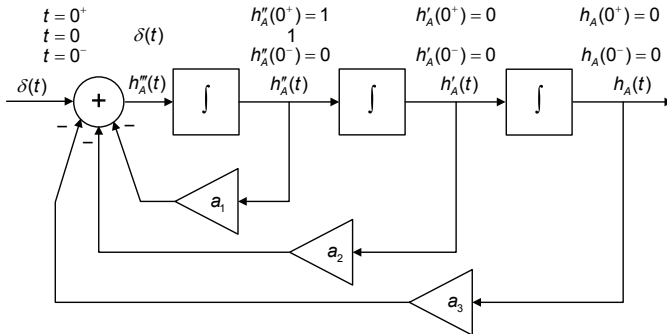 t = 0⁺ h″_A(0⁺) = 1 h′_A(0⁺) = 0 h_A(0⁺) = 0
t = 0 δ(t) 1
t = 0⁻ h″_A(0⁻) = 0 h′_A(0⁻) = 0 h_A(0⁻) = 0
δ(t) + h‴_A(t) ∫ h″_A(t) ∫ h′_A(t) ∫ h_A(t)
− − −
a₁
a₂
a₃